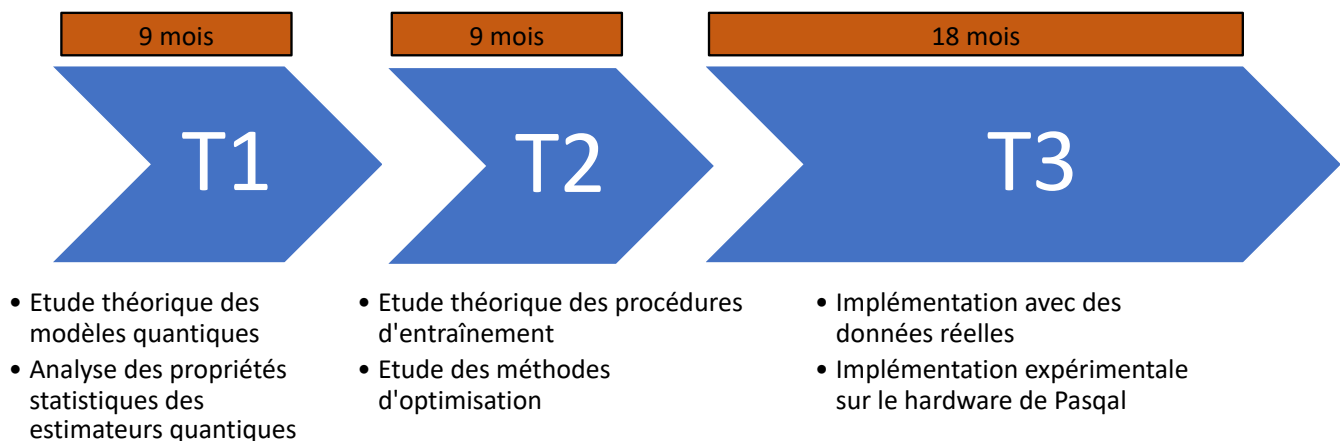 9 mois
9 mois
18 mois
T1
T2
T3
• Etude théorique des
modèles quantiques
• Analyse des propriétés
statistiques des
estimateurs quantiques
• Etude théorique des procédures
d'entraînement
• Etude des méthodes
d'optimisation
• Implémentation avec des
données réelles
• Implémentation expérimentale
sur le hardware de Pasqal